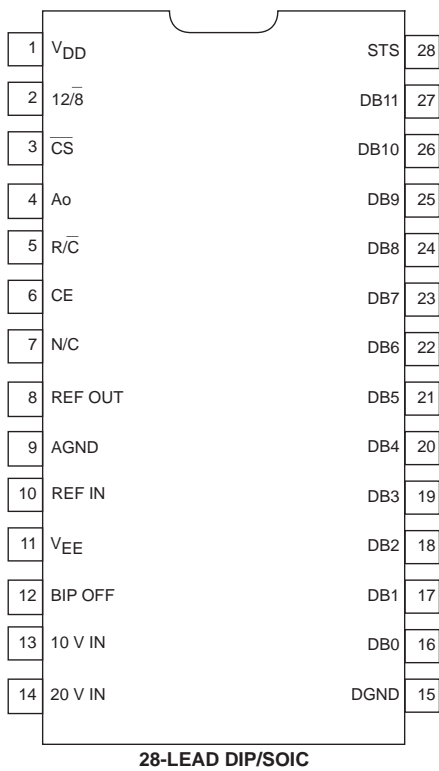 1 VDD STS 28
2 12/8̅ DB11 27
3 C̅S̅ DB10 26
4 Ao DB9 25
5 R/C̅ DB8 24
6 CE DB7 23
7 N/C DB6 22
8 REF OUT DB5 21
9 AGND DB4 20
10 REF IN DB3 19
11 VEE DB2 18
12 BIP OFF DB1 17
13 10 V IN DB0 16
14 20 V IN DGND 15
28-LEAD DIP/SOIC